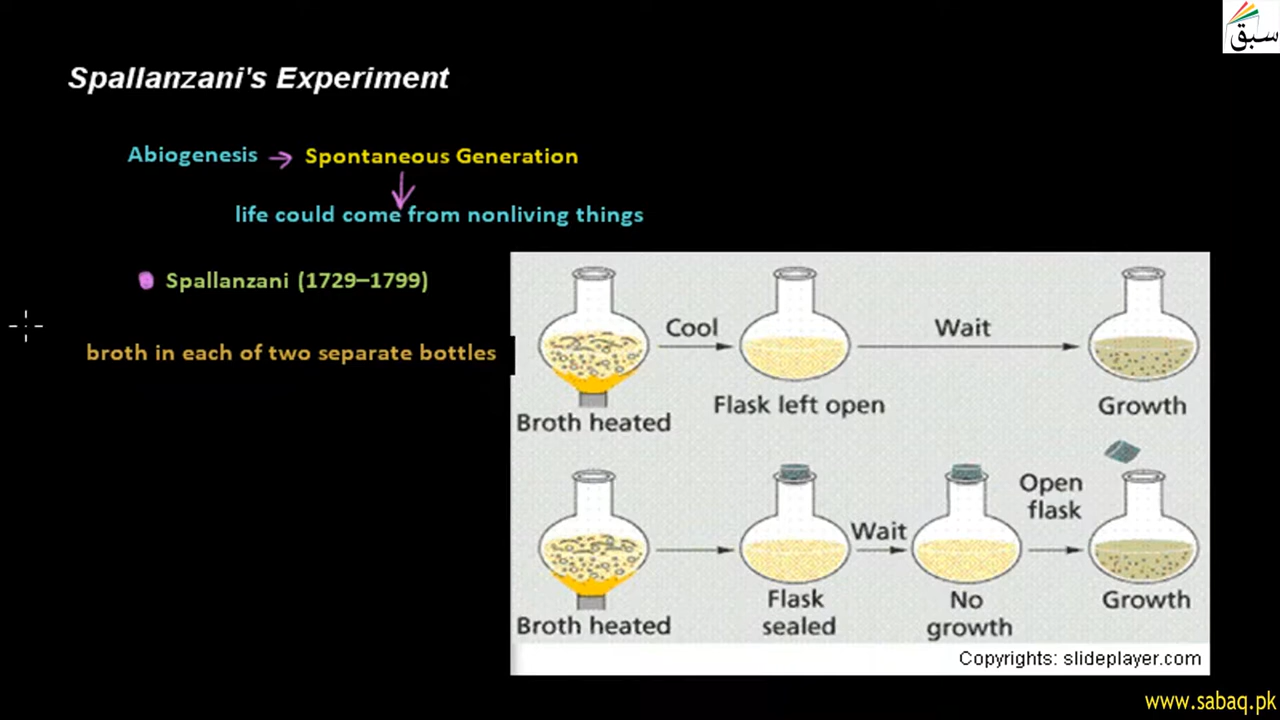 سبق
Spallanzani's Experiment
Abiogenesis → Spontaneous Generation
life could come from nonliving things
Spallanzani (1729–1799)
broth in each of two separate bottles
Cool
Wait
Broth heated
Flask left open
Growth
Open
flask
Wait
Broth heated
Flask
sealed
No
growth
Growth
Copyrights: slideplayer.com
www.sabaq.pk